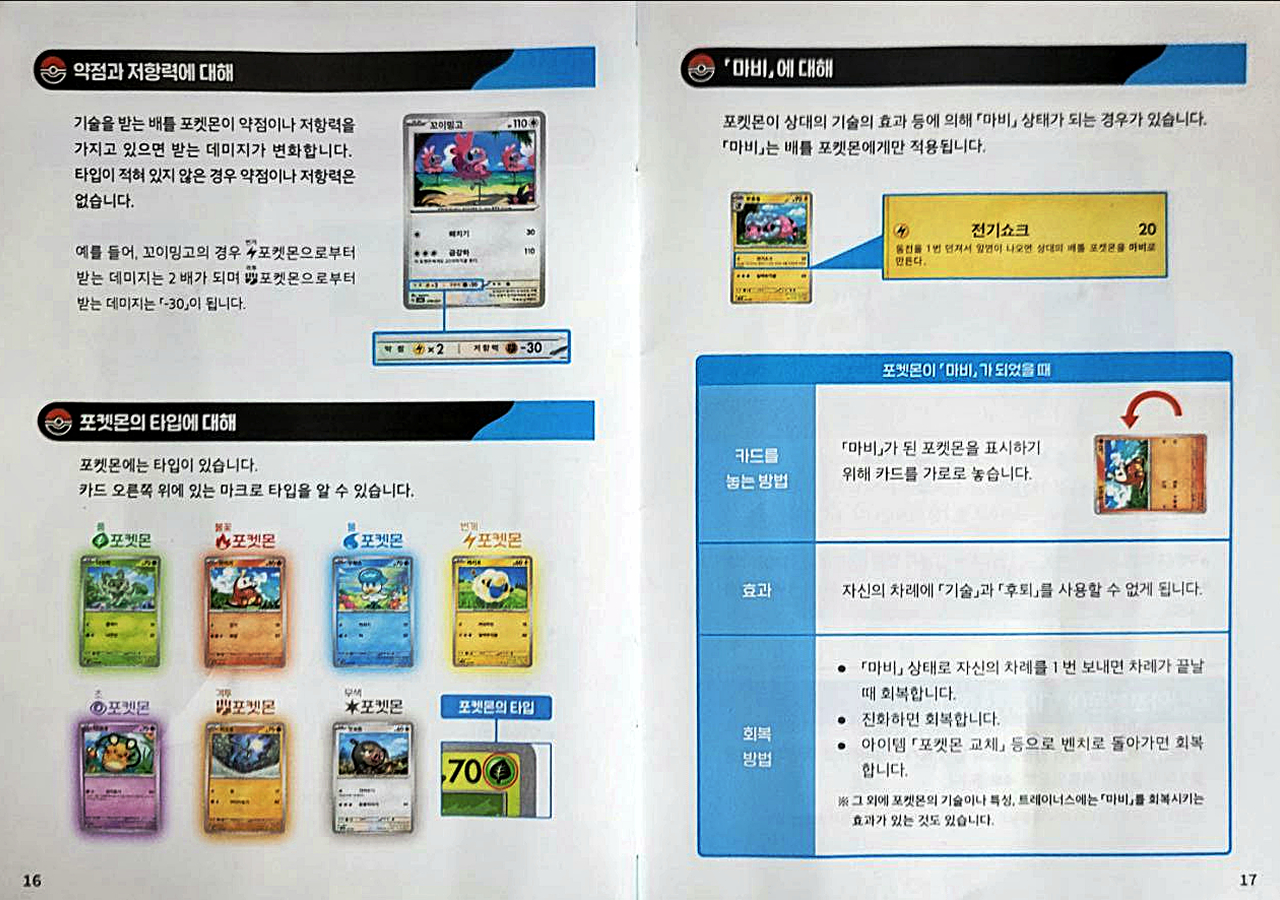 약점과 저항력에 대해
기술을 받는 배틀 포켓몬이 약점이나 저항력을
가지고 있으면 받는 데미지가 변화합니다.
타입이 적혀 있지 않은 경우 약점이나 저항력은
없습니다.
예를 들어, 꼬이밍고의 경우 번개 포켓몬으로부터
받는 데미지는 2배가 되며 격투 포켓몬으로부터
받는 데미지는 「-30」이 됩니다.
꼬이밍고 110
쪼기
30
110
약점 ×2 저항력 -30
포켓몬의 타입에 대해
포켓몬에는 타입이 있습니다.
카드 오른쪽 위에 있는 마크로 타입을 알 수 있습니다.
풀
포켓몬
불꽃
포켓몬
물
포켓몬
번개
포켓몬
초
포켓몬
격투
포켓몬
무색
포켓몬
포켓몬의 타입
70
16
「마비」에 대해
포켓몬이 상대의 기술의 효과 등에 의해 「마비」 상태가 되는 경우가 있습니다.
「마비」는 배틀 포켓몬에게만 적용됩니다.
전기쇼크 20
동전을 1번 던져서 앞면이 나오면 상대의 배틀 포켓몬을 마비로
만든다.
포켓몬이 「마비」가 되었을 때
카드를
놓는 방법
「마비」가 된 포켓몬을 표시하기
위해 카드를 가로로 놓습니다.
효과
자신의 차례에 「기술」과 「후퇴」를 사용할 수 없게 됩니다.
회복
방법
● 「마비」 상태로 자신의 차례를 1번 보내면 차례가 끝날
때 회복합니다.
● 진화하면 회복합니다.
● 아이템 「포켓몬 교체」 등으로 벤치로 돌아가면 회복
합니다.
※ 그 외에 포켓몬의 기술이나 특성, 트레이너스에는 「마비」를 회복시키는
효과가 있는 것도 있습니다.
17